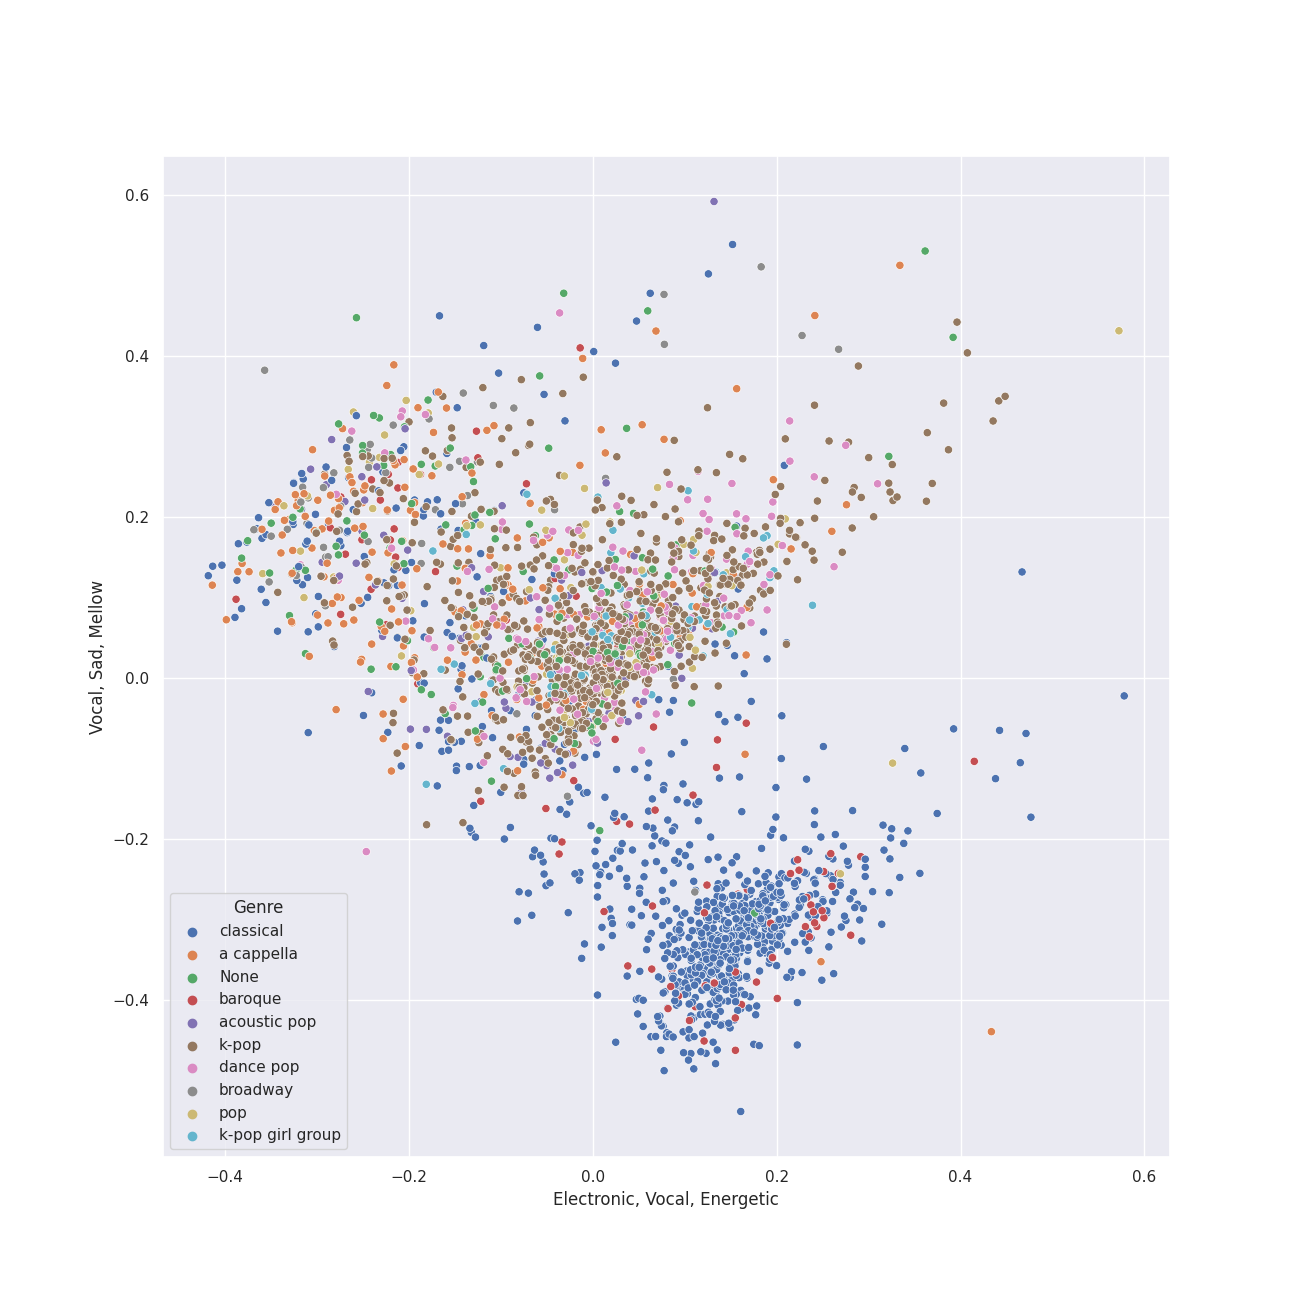 0.6
0.4
0.2
0.0
−0.2
−0.4
Vocal, Sad, Mellow
Genre
classical
a cappella
None
baroque
acoustic pop
k-pop
dance pop
broadway
pop
k-pop girl group
−0.4
−0.2
0.0
0.2
0.4
0.6
Electronic, Vocal, Energetic